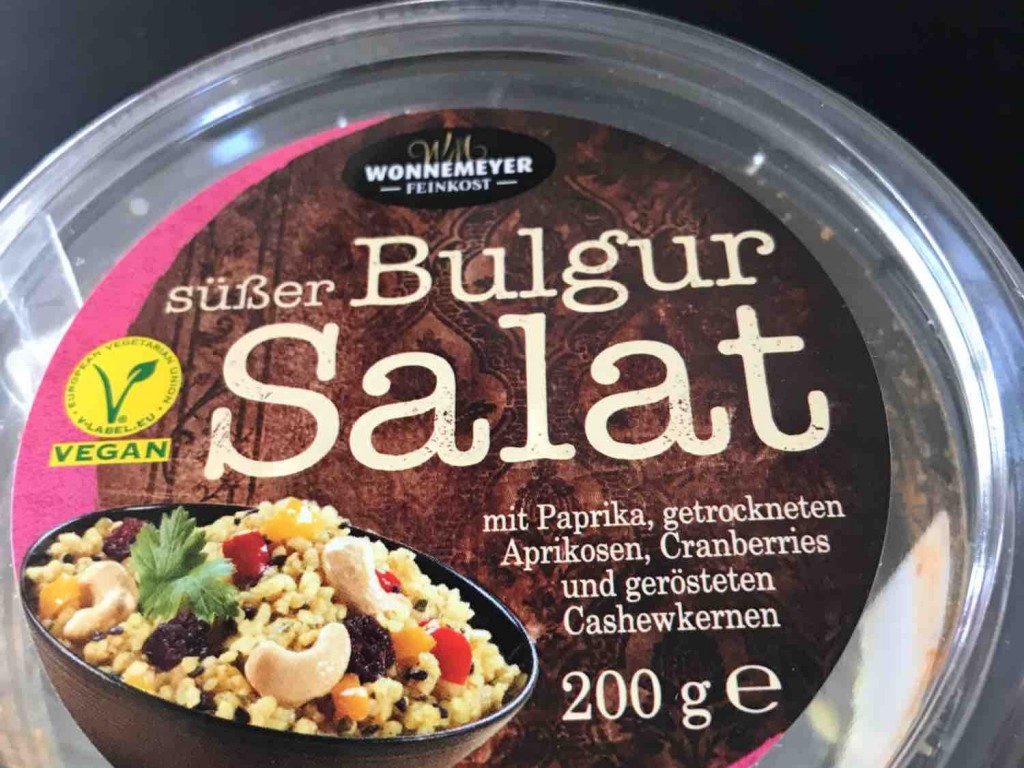 WM
WONNEMEYER
— FEINKOST —
süßer Bulgur
Salat
EUROPEAN VEGETARIAN UNION
V-LABEL.EU
VEGAN
mit Paprika, getrockneten
Aprikosen, Cranberries
und gerösteten
Cashewkernen
200 g e